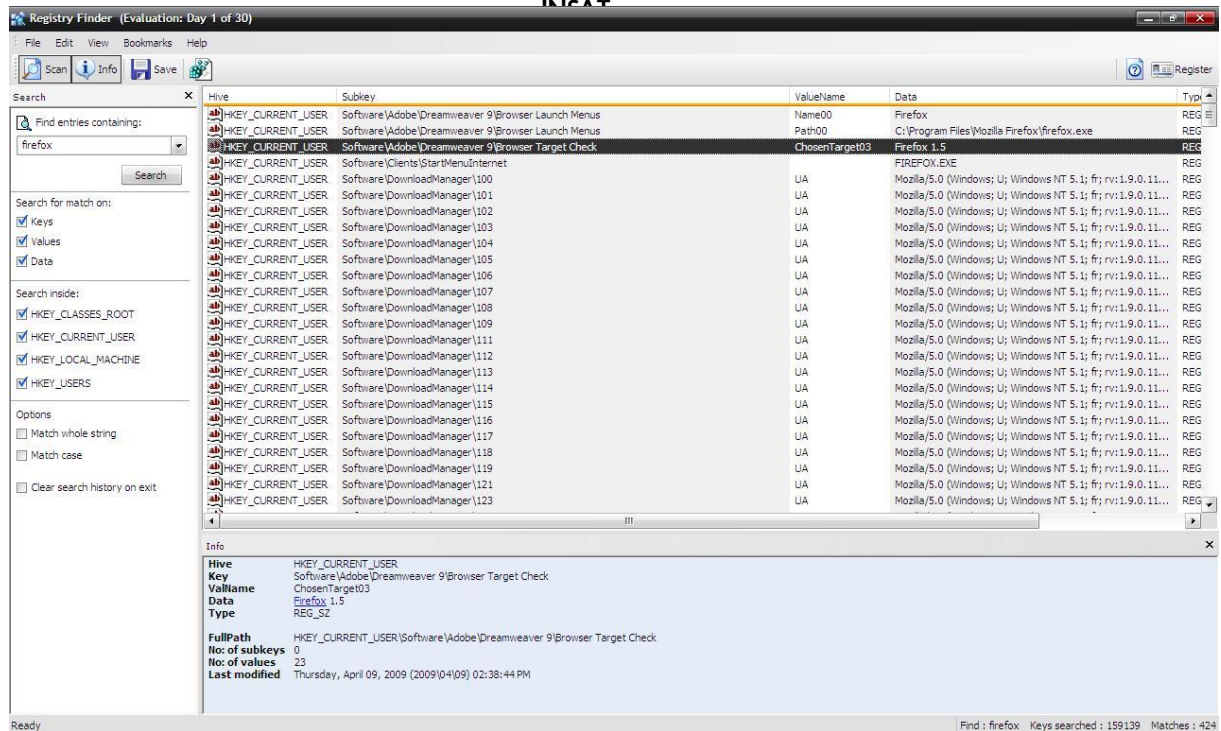 INSAT
Registry Finder (Evaluation: Day 1 of 30)
File Edit View Bookmarks Help
Scan Info Save Register
Search
Find entries containing:
firefox
Search
Search for match on:
Keys
Values
Data
Search inside:
HKEY_CLASSES_ROOT
HKEY_CURRENT_USER
HKEY_LOCAL_MACHINE
HKEY_USERS
Options
Match whole string
Match case
Clear search history on exit
Hive Subkey ValueName Data Type
HKEY_CURRENT_USER Software\Adobe\Dreamweaver 9\Browser Launch Menus Name00 Firefox REG
HKEY_CURRENT_USER Software\Adobe\Dreamweaver 9\Browser Launch Menus Path00 C:\Program Files\Mozilla Firefox\firefox.exe REG
HKEY_CURRENT_USER Software\Adobe\Dreamweaver 9\Browser Target Check ChosenTarget03 Firefox 1.5 REG
HKEY_CURRENT_USER Software\Clients\StartMenuInternet FIREFOX.EXE REG
HKEY_CURRENT_USER Software\DownloadManager\100 UA Mozilla/5.0 (Windows; U; Windows NT 5.1; fr; rv:1.9.0.11... REG
HKEY_CURRENT_USER Software\DownloadManager\101 UA Mozilla/5.0 (Windows; U; Windows NT 5.1; fr; rv:1.9.0.11... REG
HKEY_CURRENT_USER Software\DownloadManager\102 UA Mozilla/5.0 (Windows; U; Windows NT 5.1; fr; rv:1.9.0.11... REG
HKEY_CURRENT_USER Software\DownloadManager\103 UA Mozilla/5.0 (Windows; U; Windows NT 5.1; fr; rv:1.9.0.11... REG
HKEY_CURRENT_USER Software\DownloadManager\104 UA Mozilla/5.0 (Windows; U; Windows NT 5.1; fr; rv:1.9.0.11... REG
HKEY_CURRENT_USER Software\DownloadManager\105 UA Mozilla/5.0 (Windows; U; Windows NT 5.1; fr; rv:1.9.0.11... REG
HKEY_CURRENT_USER Software\DownloadManager\106 UA Mozilla/5.0 (Windows; U; Windows NT 5.1; fr; rv:1.9.0.11... REG
HKEY_CURRENT_USER Software\DownloadManager\107 UA Mozilla/5.0 (Windows; U; Windows NT 5.1; fr; rv:1.9.0.11... REG
HKEY_CURRENT_USER Software\DownloadManager\108 UA Mozilla/5.0 (Windows; U; Windows NT 5.1; fr; rv:1.9.0.11... REG
HKEY_CURRENT_USER Software\DownloadManager\109 UA Mozilla/5.0 (Windows; U; Windows NT 5.1; fr; rv:1.9.0.11... REG
HKEY_CURRENT_USER Software\DownloadManager\111 UA Mozilla/5.0 (Windows; U; Windows NT 5.1; fr; rv:1.9.0.11... REG
HKEY_CURRENT_USER Software\DownloadManager\112 UA Mozilla/5.0 (Windows; U; Windows NT 5.1; fr; rv:1.9.0.11... REG
HKEY_CURRENT_USER Software\DownloadManager\113 UA Mozilla/5.0 (Windows; U; Windows NT 5.1; fr; rv:1.9.0.11... REG
HKEY_CURRENT_USER Software\DownloadManager\114 UA Mozilla/5.0 (Windows; U; Windows NT 5.1; fr; rv:1.9.0.11... REG
HKEY_CURRENT_USER Software\DownloadManager\115 UA Mozilla/5.0 (Windows; U; Windows NT 5.1; fr; rv:1.9.0.11... REG
HKEY_CURRENT_USER Software\DownloadManager\116 UA Mozilla/5.0 (Windows; U; Windows NT 5.1; fr; rv:1.9.0.11... REG
HKEY_CURRENT_USER Software\DownloadManager\117 UA Mozilla/5.0 (Windows; U; Windows NT 5.1; fr; rv:1.9.0.11... REG
HKEY_CURRENT_USER Software\DownloadManager\118 UA Mozilla/5.0 (Windows; U; Windows NT 5.1; fr; rv:1.9.0.11... REG
HKEY_CURRENT_USER Software\DownloadManager\119 UA Mozilla/5.0 (Windows; U; Windows NT 5.1; fr; rv:1.9.0.11... REG
HKEY_CURRENT_USER Software\DownloadManager\121 UA Mozilla/5.0 (Windows; U; Windows NT 5.1; fr; rv:1.9.0.11... REG
HKEY_CURRENT_USER Software\DownloadManager\123 UA Mozilla/5.0 (Windows; U; Windows NT 5.1; fr; rv:1.9.0.11... REG
Info
Hive HKEY_CURRENT_USER
Key Software\Adobe\Dreamweaver 9\Browser Target Check
ValName ChosenTarget03
Data Firefox 1.5
Type REG_SZ
FullPath HKEY_CURRENT_USER\Software\Adobe\Dreamweaver 9\Browser Target Check
No: of subkeys 0
No: of values 23
Last modified Thursday, April 09, 2009 (2009\04\09) 02:38:44 PM
Ready Find : firefox Keys searched : 159139 Matches : 424